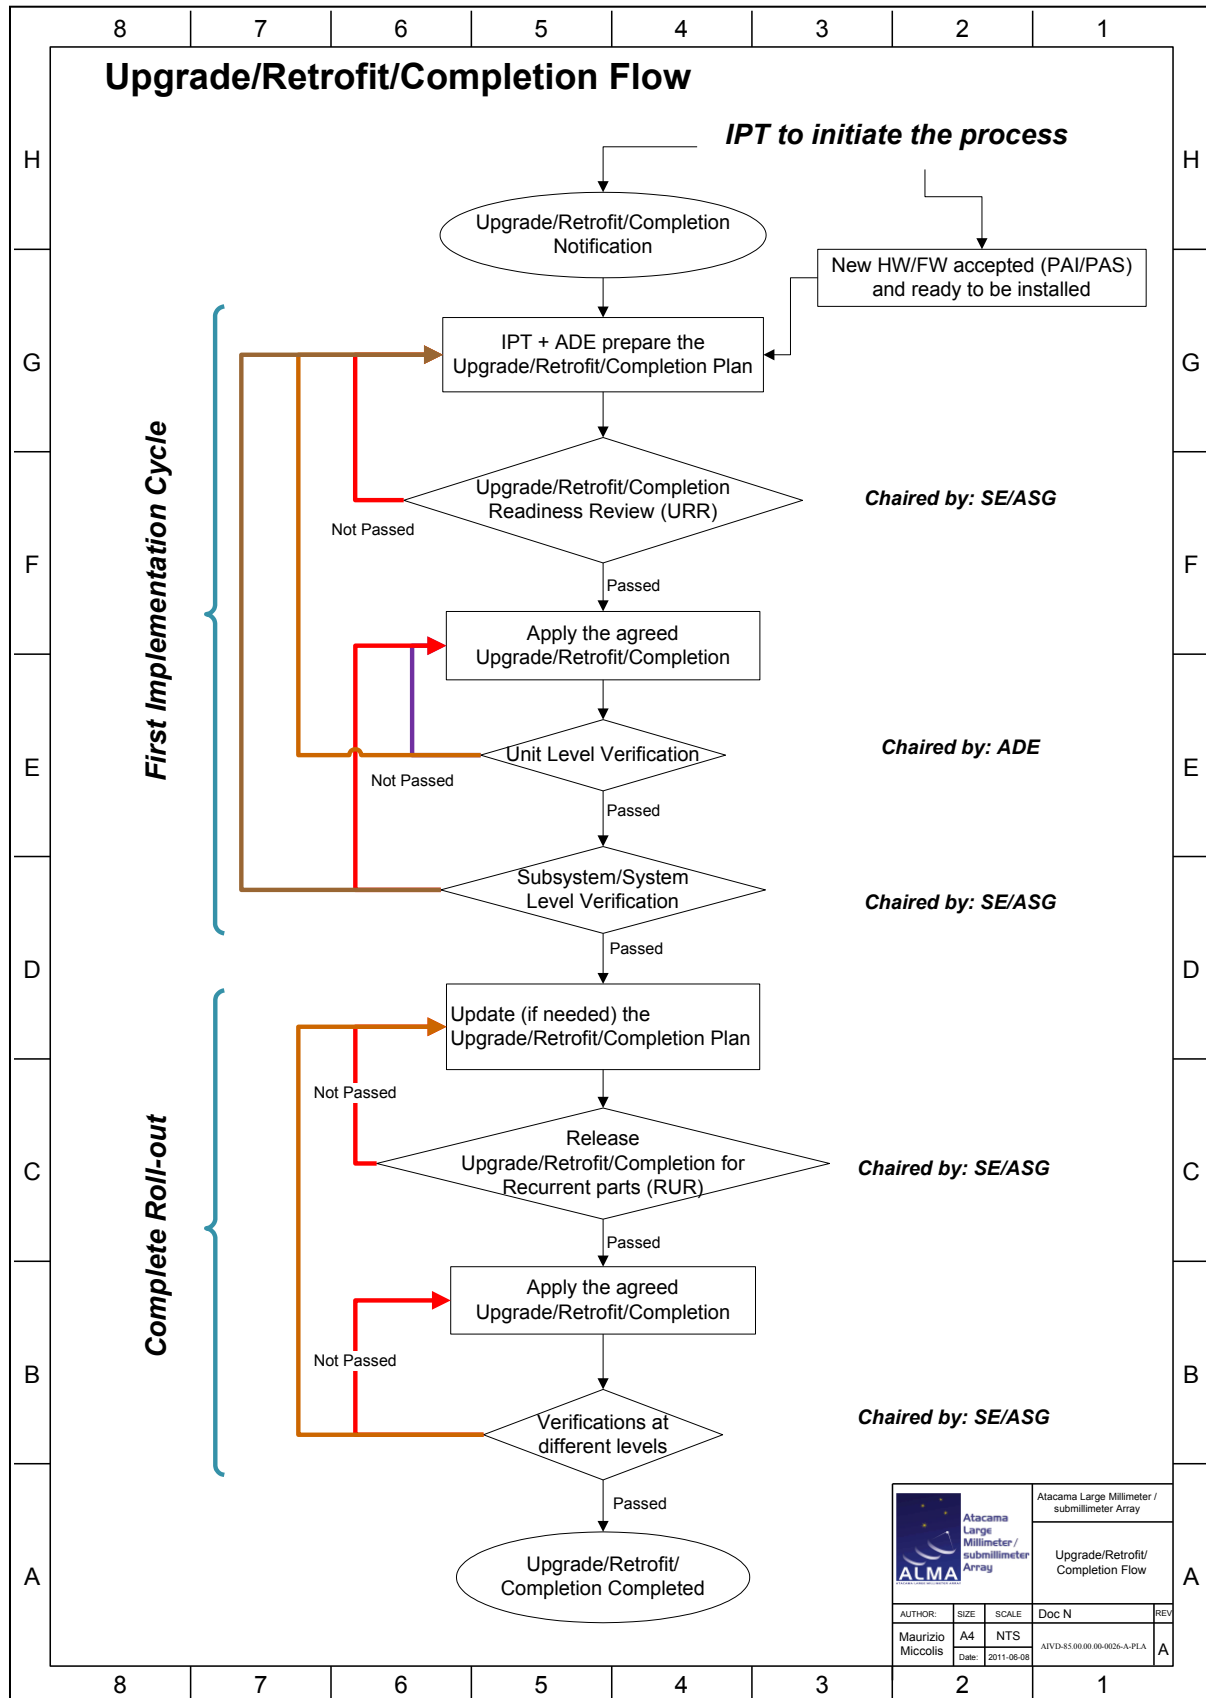 8 7 6 5 4 3 2 1
Upgrade/Retrofit/Completion Flow
IPT to initiate the process
H H
Upgrade/Retrofit/Completion
Notification
New HW/FW accepted (PAI/PAS)
and ready to be installed
IPT + ADE prepare the
Upgrade/Retrofit/Completion Plan
G G
First Implementation Cycle
Upgrade/Retrofit/Completion
Readiness Review (URR)
Chaired by: SE/ASG
Not Passed
F F
Passed
Apply the agreed
Upgrade/Retrofit/Completion
Unit Level Verification
Chaired by: ADE
E E
Not Passed
Passed
Subsystem/System
Level Verification
Chaired by: SE/ASG
Passed
D D
Update (if needed) the
Upgrade/Retrofit/Completion Plan
Not Passed
Complete Roll-out
Release
Upgrade/Retrofit/Completion for
Recurrent parts (RUR)
Chaired by: SE/ASG
C C
Passed
Apply the agreed
Upgrade/Retrofit/Completion
Not Passed
B B
Verifications at
different levels
Chaired by: SE/ASG
Passed
Upgrade/Retrofit/
Completion Completed
A A
ALMA
ATACAMA LARGE MILLIMETER ARRAY
Atacama
Large
Millimeter /
submillimeter
Array
Atacama Large Millimeter /
submillimeter Array
Upgrade/Retrofit/
Completion Flow
AUTHOR: SIZE SCALE Doc N REV
Maurizio
Miccolis
A4 NTS
Date: 2011-06-08
AIVD-85.00.00.00-0026-A-PLA
A
8 7 6 5 4 3 2 1